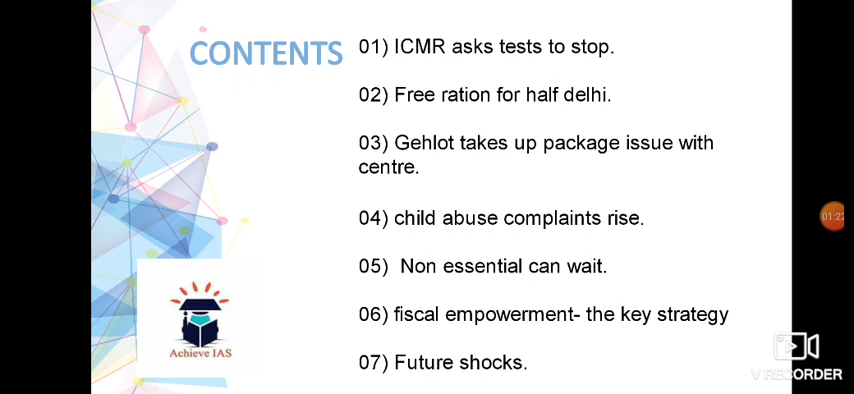 CONTENTS
01) ICMR asks tests to stop.
02) Free ration for half delhi.
03) Gehlot takes up package issue with
centre.
04) child abuse complaints rise.
05) Non essential can wait.
06) fiscal empowerment- the key strategy
07) Future shocks.
Achieve IAS
01:22
V RECORDER